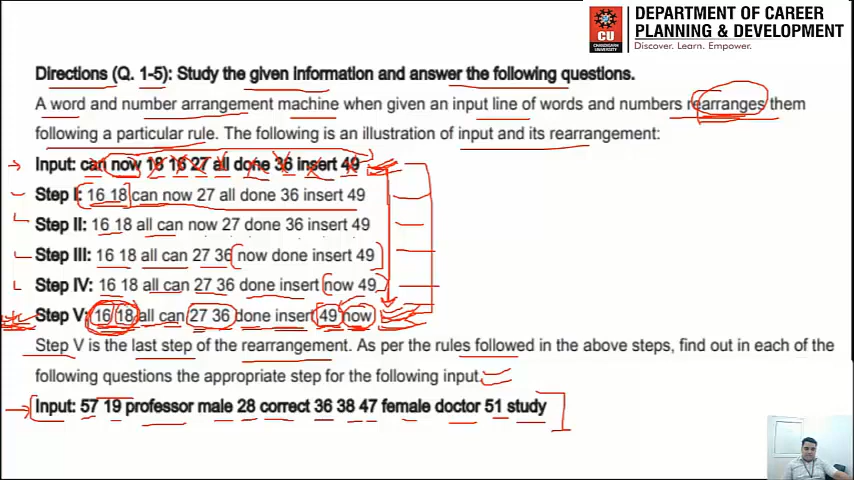 DEPARTMENT OF CAREER
PLANNING & DEVELOPMENT
Discover. Learn. Empower.
CU
CHANDIGARH
UNIVERSITY
Directions (Q. 1-5): Study the given Information and answer the following questions.
A word and number arrangement machine when given an input line of words and numbers rearranges them
following a particular rule. The following is an illustration of input and its rearrangement:
Input: can now 18 16 27 all done 36 insert 49
Step I: 16 18 can now 27 all done 36 insert 49
Step II: 16 18 all can now 27 done 36 insert 49
Step III: 16 18 all can 27 36 now done insert 49
Step IV: 16 18 all can 27 36 done insert now 49
Step V: 16 18 all can 27 36 done insert 49 now
Step V is the last step of the rearrangement. As per the rules followed in the above steps, find out in each of the
following questions the appropriate step for the following input.
Input: 57 19 professor male 28 correct 36 38 47 female doctor 51 study